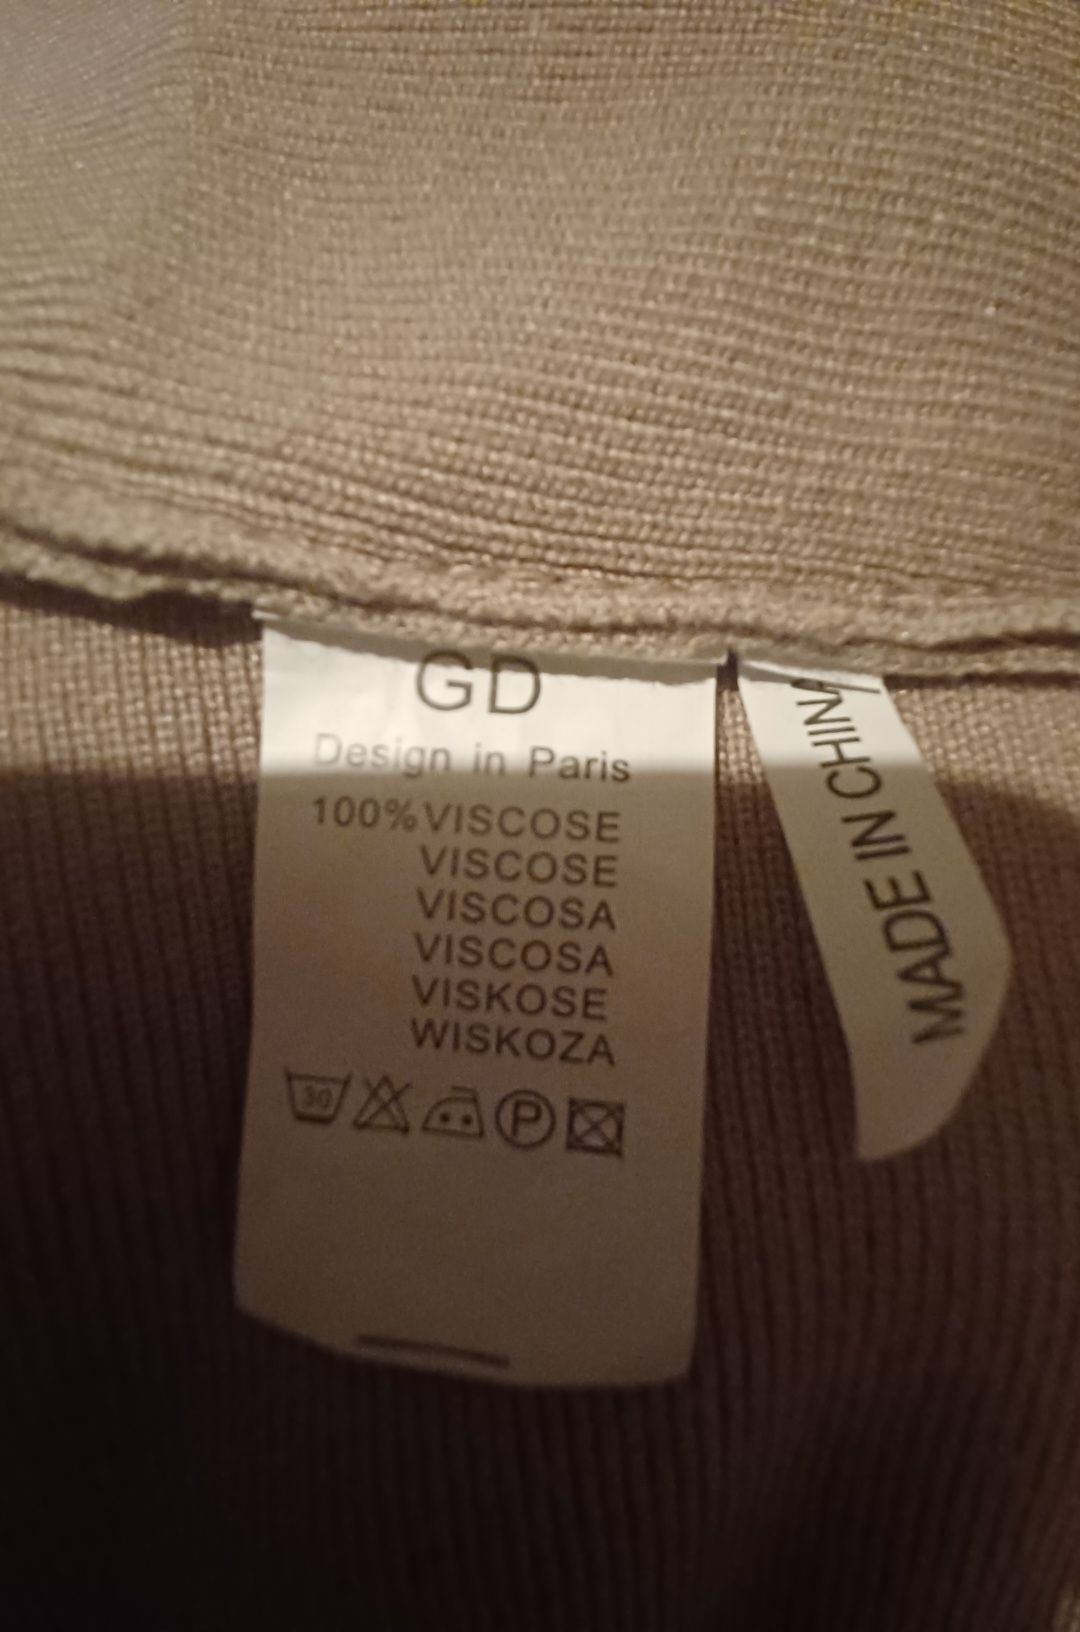 GD
Design in Paris
100%VISCOSE
VISCOSE
VISCOSA
VISCOSA
VISKOSE
WISKOZA
30 P
MADE IN CHINA